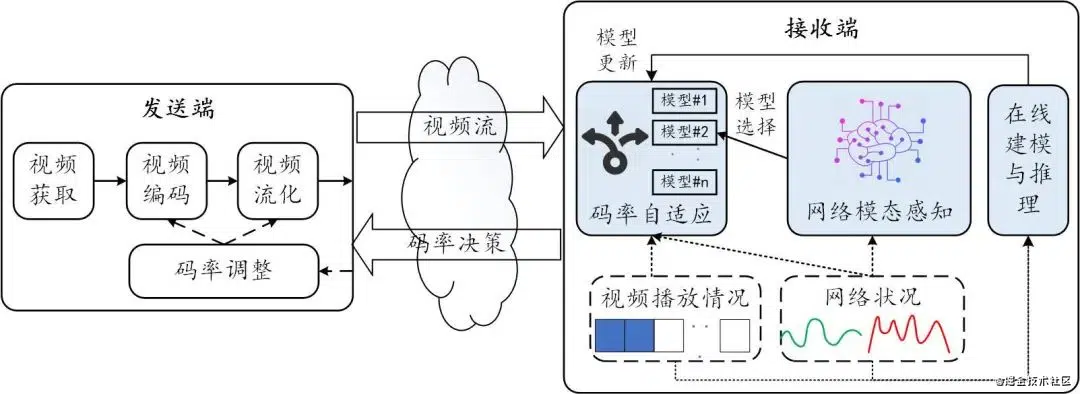 发送端
视频
获取
视频
编码
视频
流化
码率调整
视频流
码率决策
接收端
模型
更新
模型#1
模型#2
模型#n
码率自适应
模型
选择
网络模态感知
在线
建模
与推
理
视频播放情况
网络状况
@掘金技术社区